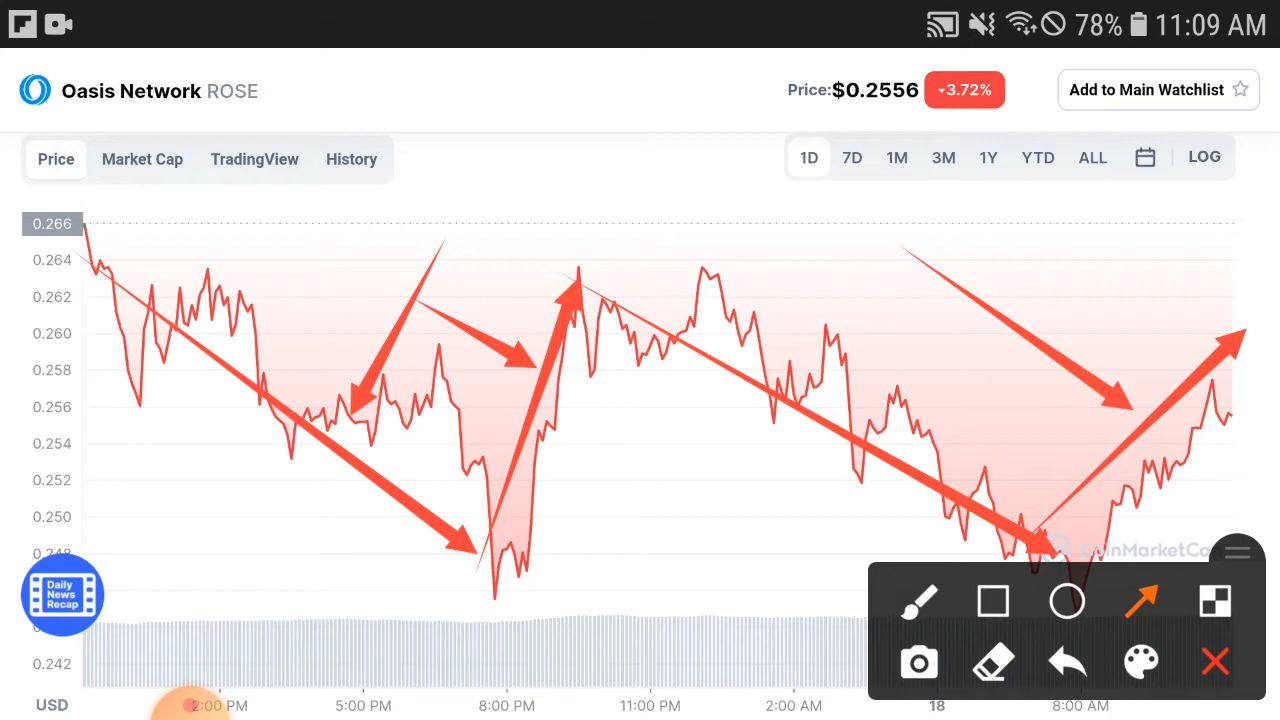 78% 11:09 AM
Oasis Network ROSE
Price:$0.2556 3.72%
Add to Main Watchlist
Price Market Cap TradingView History
1D 7D 1M 3M 1Y YTD ALL LOG
0.266
0.264
0.262
0.260
0.258
0.256
0.254
0.252
0.250
0.248
0.242
CoinMarketCa
Daily
News
Recap
USD 2:00 PM 5:00 PM 8:00 PM 11:00 PM 2:00 AM 18 8:00 AM